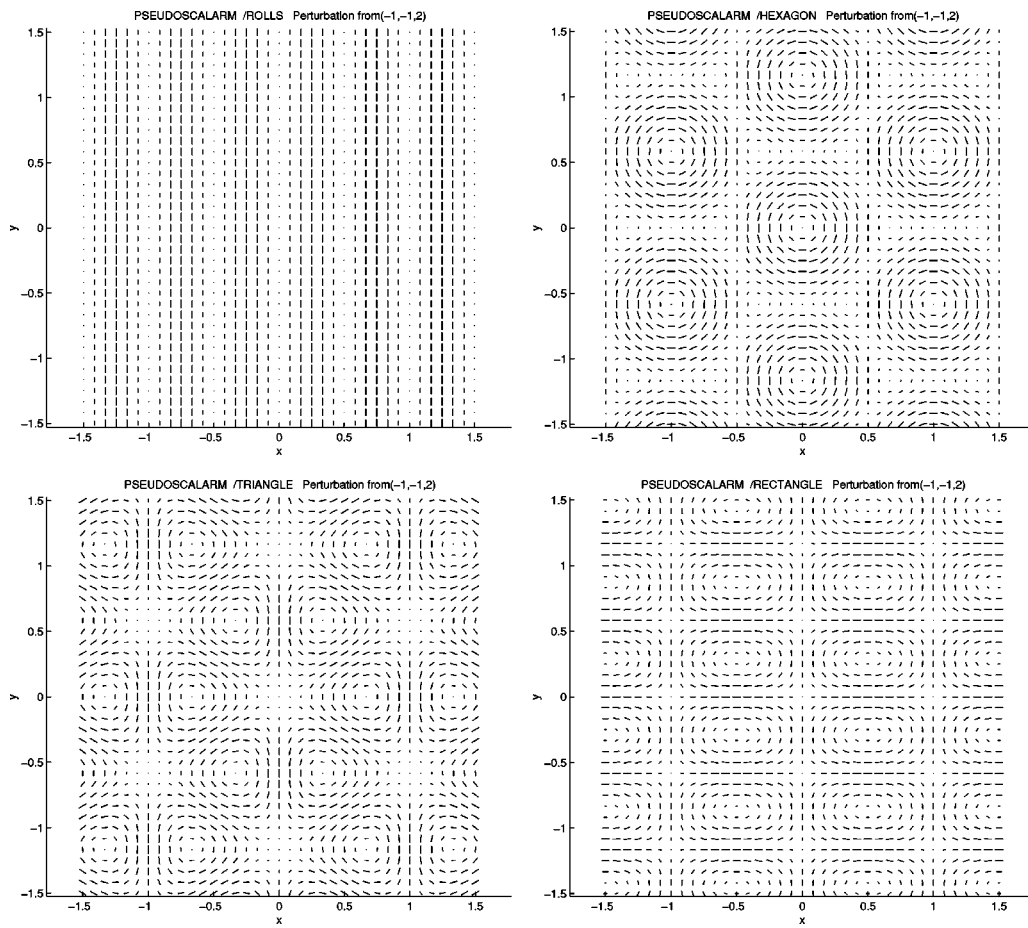 PSEUDOSCALARM /ROLLS Perturbation from(−1,−1,2)
1.5
1
0.5
0
−0.5
−1
−1.5
y
−1.5 −1 −0.5 0 0.5 1 1.5
x
PSEUDOSCALARM /HEXAGON Perturbation from(−1,−1,2)
1.5
1
0.5
0
−0.5
−1
−1.5
y
−1.5 −1 −0.5 0 0.5 1 1.5
x
PSEUDOSCALARM /TRIANGLE Perturbation from(−1,−1,2)
1.5
1
0.5
0
−0.5
−1
−1.5
y
−1.5 −1 −0.5 0 0.5 1 1.5
x
PSEUDOSCALARM /RECTANGLE Perturbation from(−1,−1,2)
1.5
1
0.5
0
−0.5
−1
−1.5
y
−1.5 −1 −0.5 0 0.5 1 1.5
x